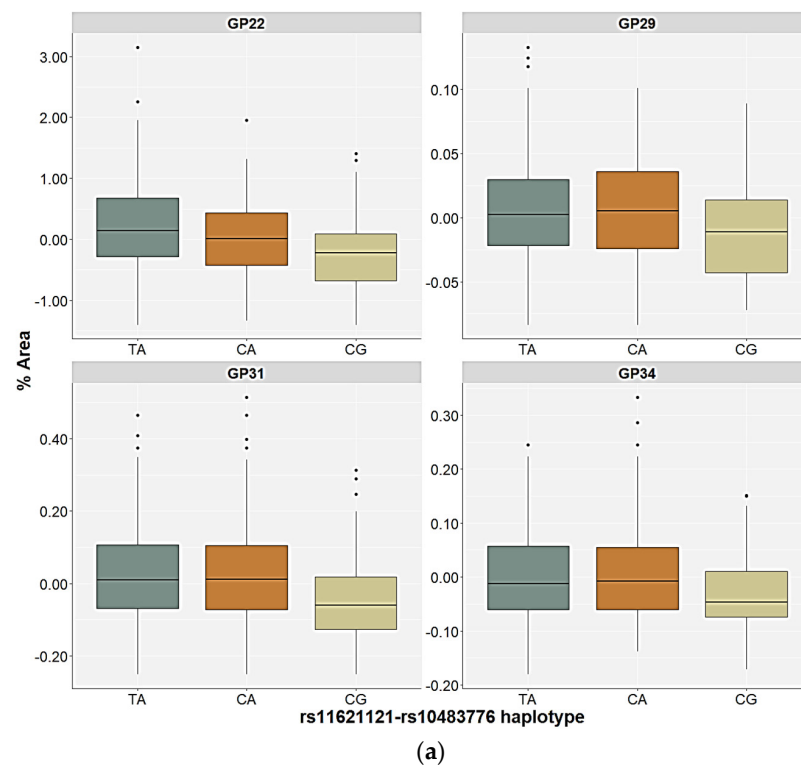 GP22
GP29
3.00
2.00
1.00
0.00
-1.00
0.10
0.05
0.00
-0.05
TA CA CG
TA CA CG
% Area
GP31
GP34
0.40
0.20
0.00
-0.20
0.30
0.20
0.10
0.00
-0.10
-0.20
TA CA CG
TA CA CG
rs11621121-rs10483776 haplotype
(a)